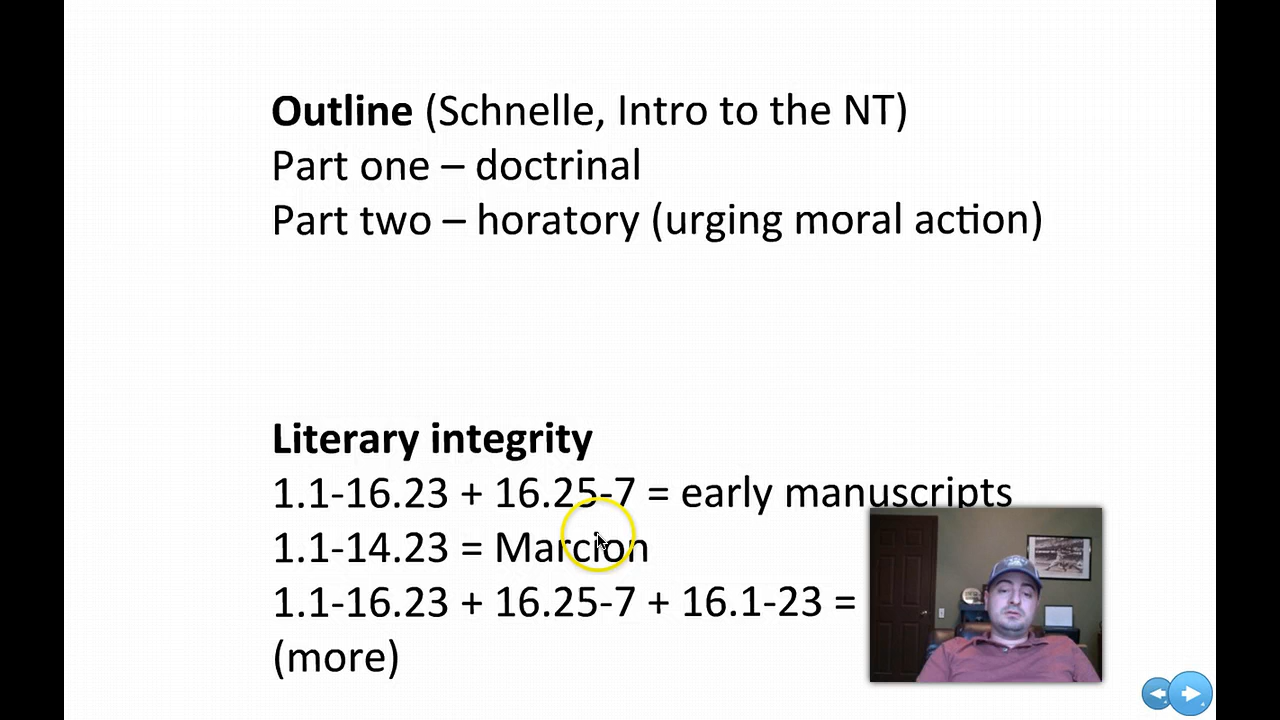 Outline (Schnelle, Intro to the NT)
Part one – doctrinal
Part two – horatory (urging moral action)
Literary integrity
1.1-16.23 + 16.25-7 = early manuscripts
1.1-14.23 = Marcion
1.1-16.23 + 16.25-7 + 16.1-23 =
(more)